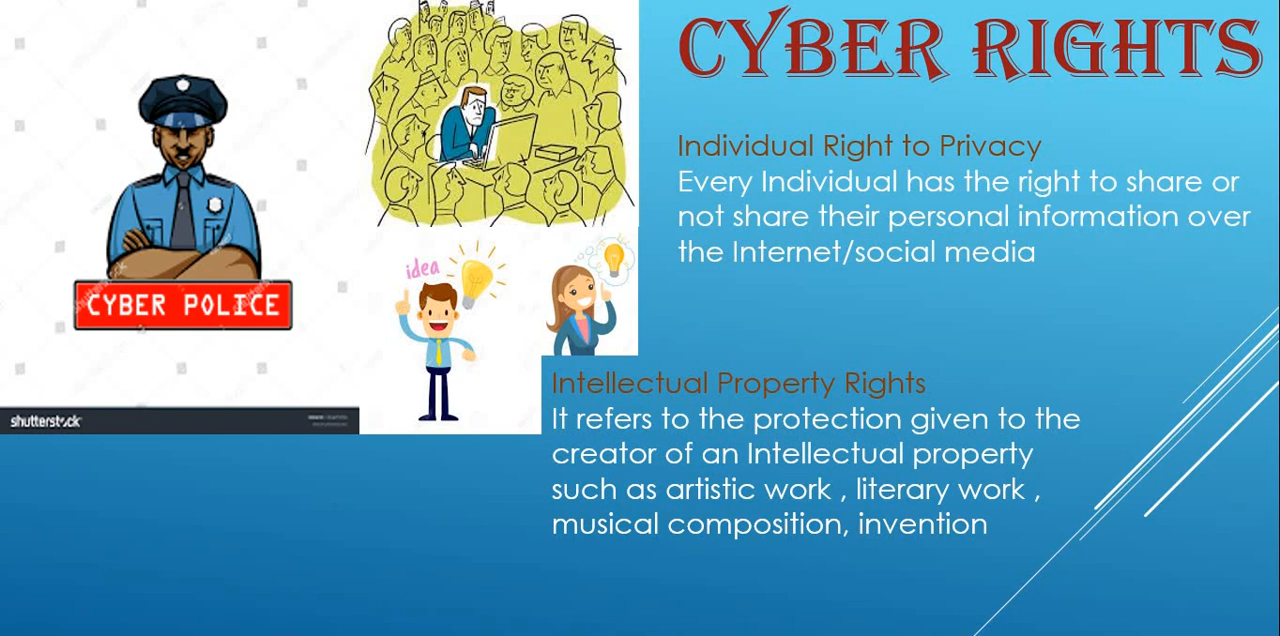 CYBER RIGHTS
CYBER POLICE
shutterstock
idea
Individual Right to Privacy
Every Individual has the right to share or
not share their personal information over
the Internet/social media
Intellectual Property Rights
It refers to the protection given to the
creator of an Intellectual property
such as artistic work , literary work ,
musical composition, invention